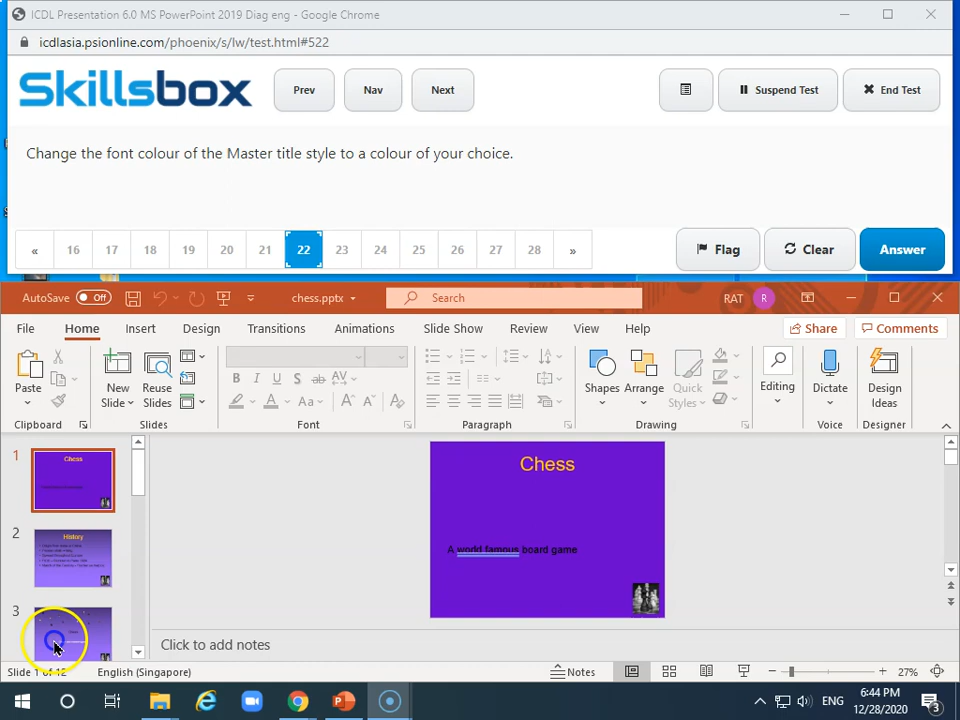 ICDL Presentation 6.0 MS PowerPoint 2019 Diag eng - Google Chrome
icdlasia.psionline.com/phoenix/s/lw/test.html#522
Skillsbox
Prev
Nav
Next
Suspend Test
End Test
Change the font colour of the Master title style to a colour of your choice.
« 16 17 18 19 20 21 22 23 24 25 26 27 28 »
Flag
Clear
Answer
AutoSave Off
chess.pptx
Search
RAT R
File Home Insert Design Transitions Animations Slide Show Review View Help
Share
Comments
Paste
New Slide
Reuse Slides
Shapes
Arrange
Quick Styles
Editing
Dictate
Design Ideas
Clipboard
Slides
Font
Paragraph
Drawing
Voice
Designer
1
Chess
2
History
3
Chess
A world famous board game
Click to add notes
Slide 1 of 12
English (Singapore)
Notes
27%
ENG
6:44 PM
12/28/2020
3